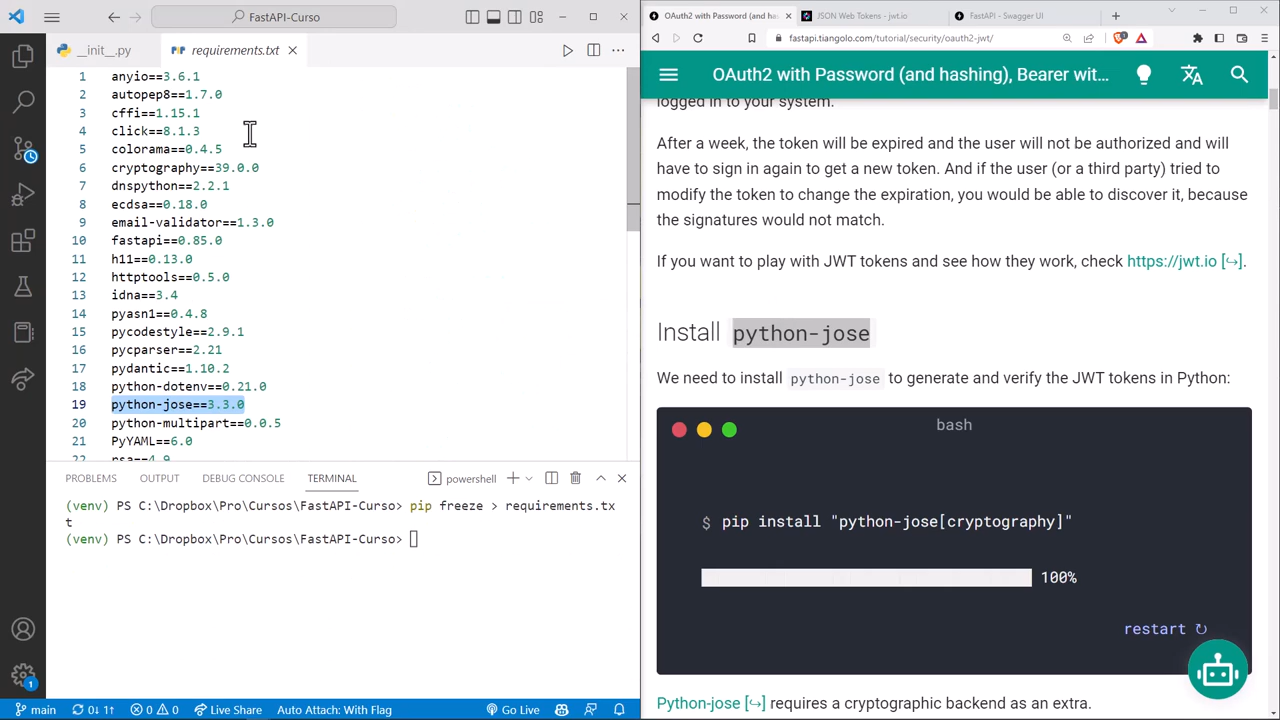 FastAPI-Curso
__init__.py
requirements.txt
1 anyio==3.6.1
2 autopep8==1.7.0
3 cffi==1.15.1
4 click==8.1.3
5 colorama==0.4.5
6 cryptography==39.0.0
7 dnspython==2.2.1
8 ecdsa==0.18.0
9 email-validator==1.3.0
10 fastapi==0.85.0
11 h11==0.13.0
12 httptools==0.5.0
13 idna==3.4
14 pyasn1==0.4.8
15 pycodestyle==2.9.1
16 pycparser==2.21
17 pydantic==1.10.2
18 python-dotenv==0.21.0
19 python-jose==3.3.0
20 python-multipart==0.0.5
21 PyYAML==6.0
22 rsa==4.9
PROBLEMS OUTPUT DEBUG CONSOLE TERMINAL powershell
(venv) PS C:\Dropbox\Pro\Cursos\FastAPI-Curso> pip freeze > requirements.tx
t
(venv) PS C:\Dropbox\Pro\Cursos\FastAPI-Curso>
1
main 0↓ 1↑ 0 0 Live Share Auto Attach: With Flag Go Live
OAuth2 with Password (and has JSON Web Tokens - jwt.io FastAPI - Swagger UI
fastapi.tiangolo.com/tutorial/security/oauth2-jwt/
OAuth2 with Password (and hashing), Bearer wit...
logged in to your system.
After a week, the token will be expired and the user will not be authorized and will
have to sign in again to get a new token. And if the user (or a third party) tried to
modify the token to change the expiration, you would be able to discover it, because
the signatures would not match.
If you want to play with JWT tokens and see how they work, check https://jwt.io [↪].
Install python-jose
We need to install python-jose to generate and verify the JWT tokens in Python:
bash
$ pip install "python-jose[cryptography]"
100%
restart ↻
Python-jose [↪] requires a cryptographic backend as an extra.